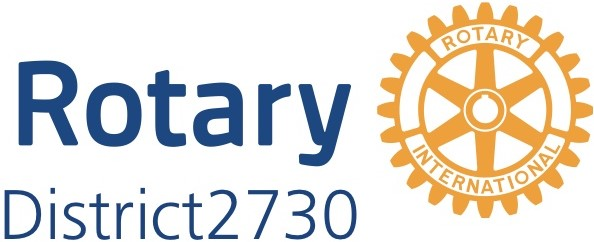 Rotary
District2730
ROTARY
INTERNATIONAL